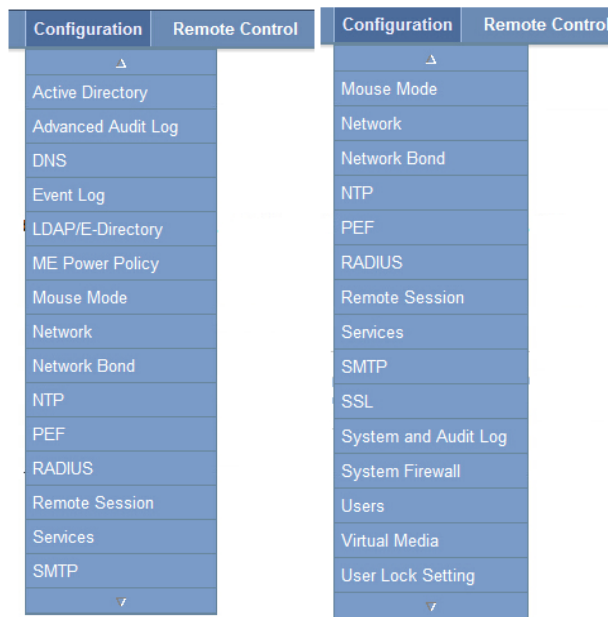 Configuration Remote Control
Active Directory
Advanced Audit Log
DNS
Event Log
LDAP/E-Directory
ME Power Policy
Mouse Mode
Network
Network Bond
NTP
PEF
RADIUS
Remote Session
Services
SMTP
Configuration Remote Control
Mouse Mode
Network
Network Bond
NTP
PEF
RADIUS
Remote Session
Services
SMTP
SSL
System and Audit Log
System Firewall
Users
Virtual Media
User Lock Setting